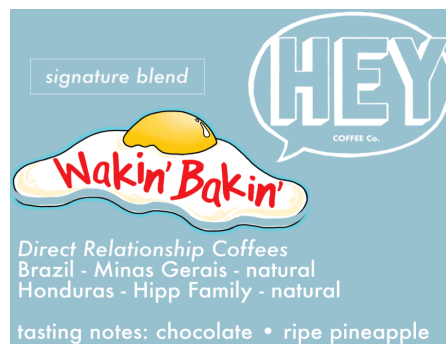 signature blend
HEY
COFFEE Co.
Wakin' Bakin'
Direct Relationship Coffees
Brazil - Minas Gerais - natural
Honduras - Hipp Family - natural
tasting notes: chocolate • ripe pineapple